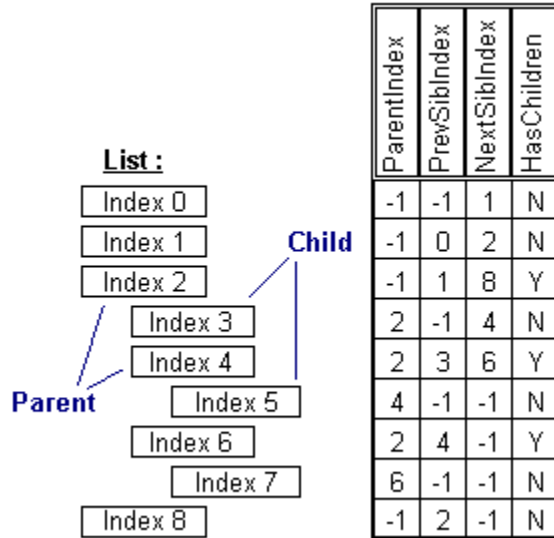 ParentIndex PrevSibIndex NextSibIndex HasChildren
List :
Index 0 -1 -1 1 N
Index 1 Child -1 0 2 N
Index 2 -1 1 8 Y
Index 3 2 -1 4 N
Index 4 2 3 6 Y
Parent Index 5 4 -1 -1 N
Index 6 2 4 -1 Y
Index 7 6 -1 -1 N
Index 8 -1 2 -1 N